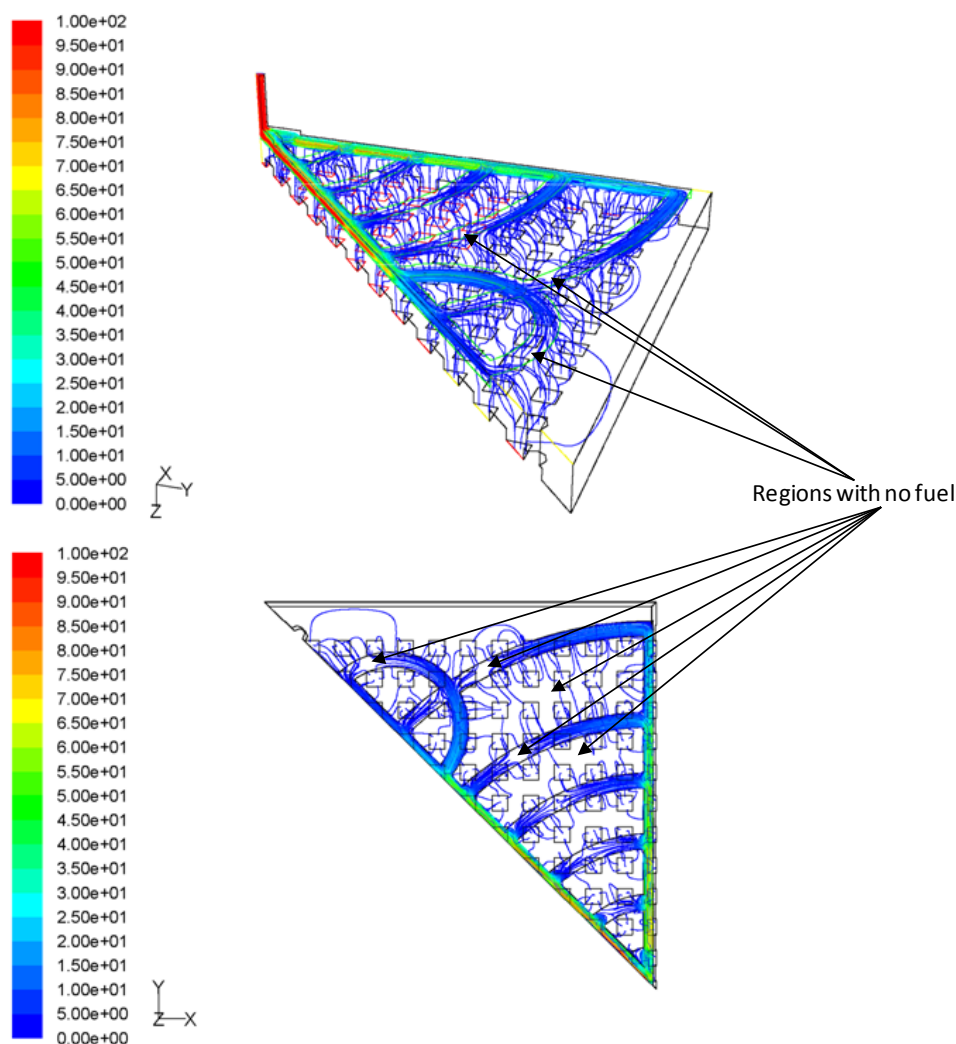 1.00e+02
9.50e+01
9.00e+01
8.50e+01
8.00e+01
7.50e+01
7.00e+01
6.50e+01
6.00e+01
5.50e+01
5.00e+01
4.50e+01
4.00e+01
3.50e+01
3.00e+01
2.50e+01
2.00e+01
1.50e+01
1.00e+01
5.00e+00
0.00e+00
X
Y
Z
Regions with no fuel
1.00e+02
9.50e+01
9.00e+01
8.50e+01
8.00e+01
7.50e+01
7.00e+01
6.50e+01
6.00e+01
5.50e+01
5.00e+01
4.50e+01
4.00e+01
3.50e+01
3.00e+01
2.50e+01
2.00e+01
1.50e+01
1.00e+01
5.00e+00
0.00e+00
Y
Z X